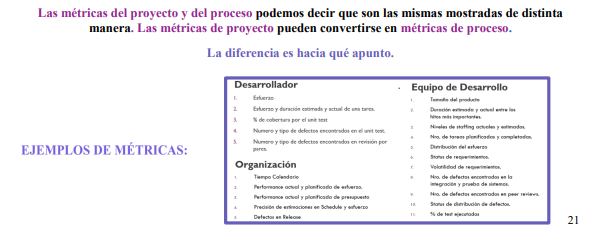 Las métricas del proyecto y del proceso podemos decir que son las mismas mostradas de distinta
manera. Las métricas de proyecto pueden convertirse en métricas de proceso.
La diferencia es hacia qué apunto.
EJEMPLOS DE MÉTRICAS:
Desarrollador
1. Esfuerzo
2. Esfuerzo y duración estimada y actual de una tarea.
3. % de cobertura por el unit test
4. Numero y tipo de defectos encontrados en el unit test.
5. Numero y tipo de defectos encontrados en revisión por
pares.
Organización
1. Tiempo Calendario
2. Performance actual y planificada de esfuerzo.
3. Performance actual y planificada de presupuesto
4. Precisión de estimaciones en Schedule y esfuerzo
5. Defectos en Release
Equipo de Desarrollo
1. Tamaño del producto
2. Duración estimada y actual entre los
hitos más importantes.
3. Niveles de staffing actuales y estimados.
4. Nro. de tareas planificadas y completadas.
5. Distribución del esfuerzo
6. Status de requerimientos.
7. Volatilidad de requerimientos.
8. Nro. de defectos encontrados en la
integración y prueba de sistemas.
9. Nro. de defectos encontrados en peer reviews.
10. Status de distribución de defectos.
11. % de test ejecutados
21